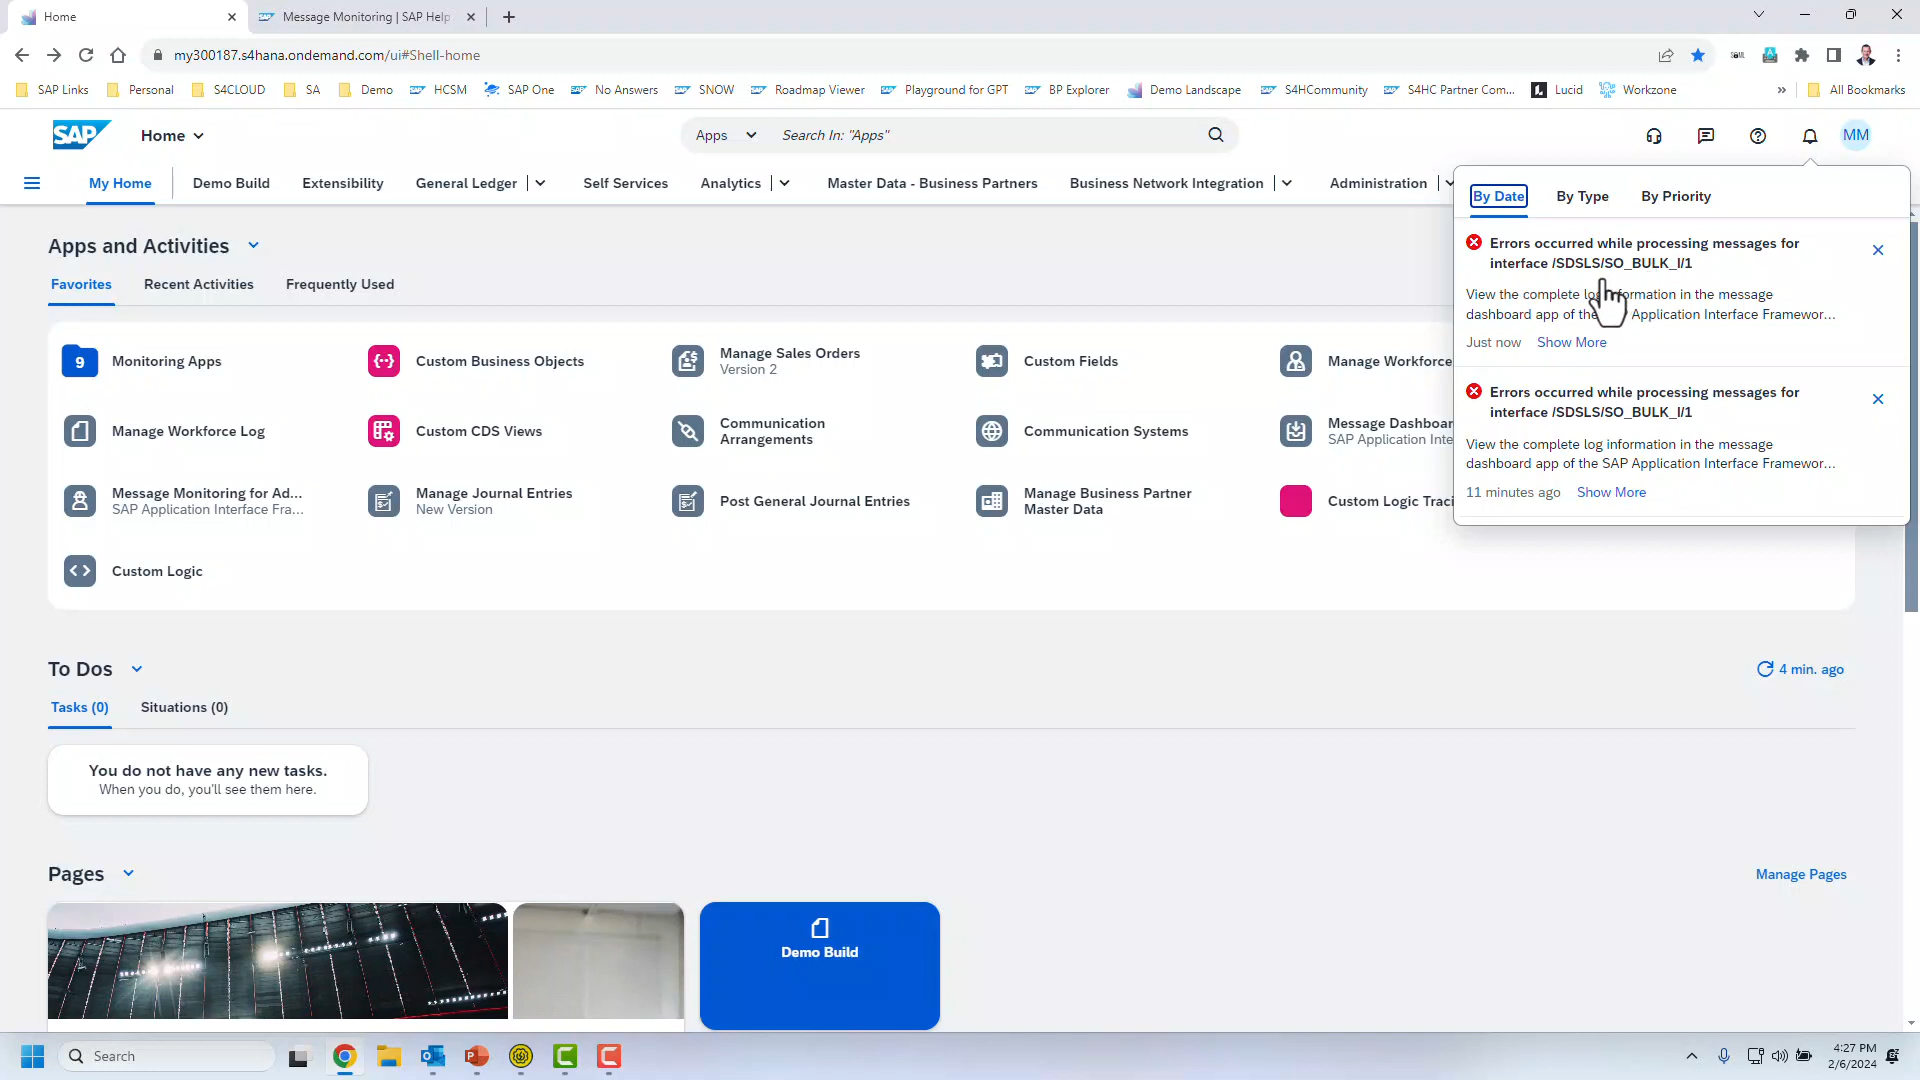 Home
Message Monitoring | SAP Help
my300187.s4hana.ondemand.com/ui#Shell-home
SAP Links
Personal
S4CLOUD
SA
Demo
HCSM
SAP One
No Answers
SNOW
Roadmap Viewer
Playground for GPT
BP Explorer
Demo Landscape
S4HCommunity
S4HC Partner Com...
Lucid
Workzone
»
All Bookmarks
SAP
Home
Apps
Search In: "Apps"
MM
My Home
Demo Build
Extensibility
General Ledger
Self Services
Analytics
Master Data - Business Partners
Business Network Integration
Administration
By Date
By Type
By Priority
Errors occurred while processing messages for
interface /SDSLS/SO_BULK_I/1
View the complete log information in the message
dashboard app of the Application Interface Framewor...
Just now
Show More
Errors occurred while processing messages for
interface /SDSLS/SO_BULK_I/1
View the complete log information in the message
dashboard app of the SAP Application Interface Framewor...
11 minutes ago
Show More
Apps and Activities
Favorites
Recent Activities
Frequently Used
9
Monitoring Apps
Custom Business Objects
Manage Sales Orders
Version 2
Custom Fields
Manage Workforce
Manage Workforce Log
Custom CDS Views
Communication
Arrangements
Communication Systems
Message Dashboar
SAP Application Inte
Message Monitoring for Ad...
SAP Application Interface Fra...
Manage Journal Entries
New Version
Post General Journal Entries
Manage Business Partner
Master Data
Custom Logic Traci
Custom Logic
To Dos
4 min. ago
Tasks (0)
Situations (0)
You do not have any new tasks.
When you do, you'll see them here.
Pages
Manage Pages
Demo Build
Search
4:27 PM
2/6/2024